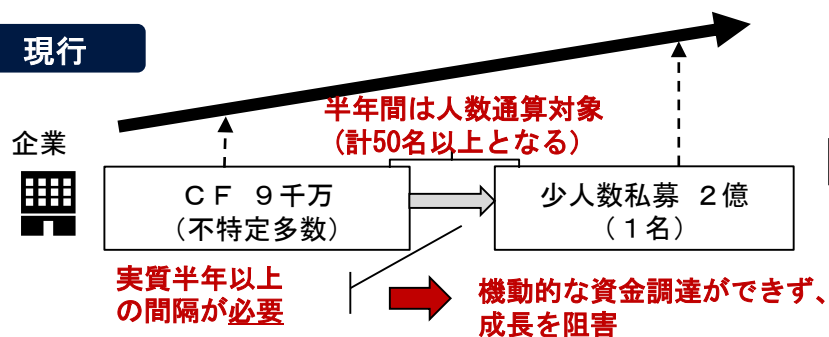 現行
半年間は人数通算対象
(計50名以上となる)
企業
ＣＦ ９千万
(不特定多数)
少人数私募 ２億
(１名)
実質半年以上
の間隔が必要
機動的な資金調達ができず、
成長を阻害